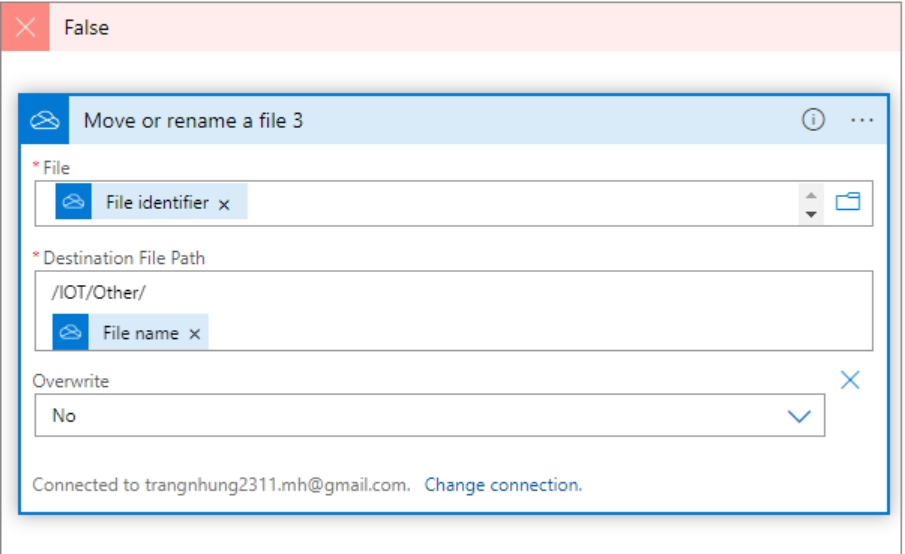 False
Move or rename a file 3
* File
File identifier ×
* Destination File Path
/IOT/Other/
File name ×
Overwrite
No
Connected to trangnhung2311.mh@gmail.com. Change connection.